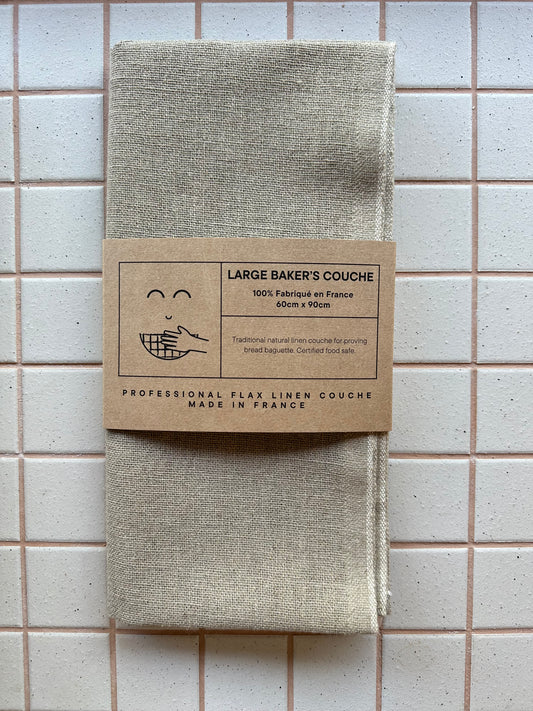 LARGE BAKER'S COUCHE
100% Fabriqué en France
60cm x 90cm
Traditional natural linen couche for proving
bread baguette. Certified food safe.
PROFESSIONAL FLAX LINEN COUCHE
MADE IN FRANCE